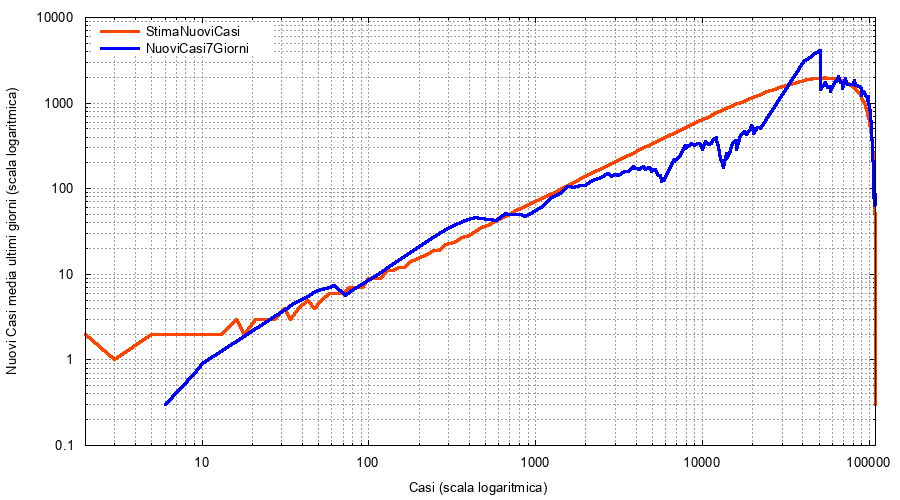 10000
1000
100
10
1
0.1
Nuovi Casi media ultimi giorni (scala logaritmica)
StimaNuoviCasi
NuoviCasi7Giorni
10 100 1000 10000 100000
Casi (scala logaritmica)